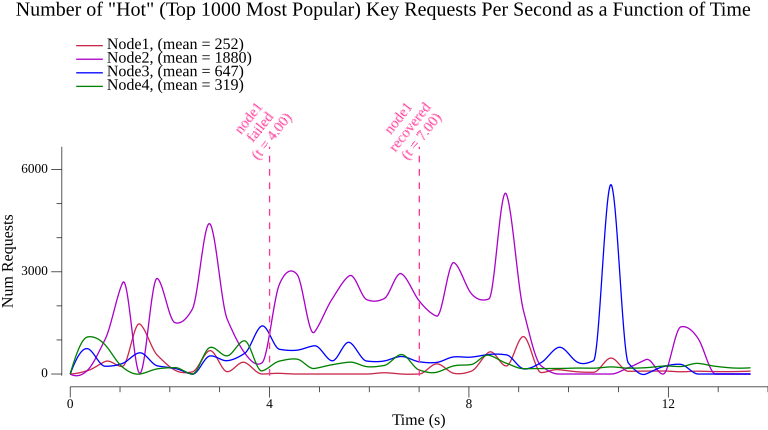 Number of "Hot" (Top 1000 Most Popular) Key Requests Per Second as a Function of Time
Node1, (mean = 252)
Node2, (mean = 1880)
Node3, (mean = 647)
Node4, (mean = 319)
node1
failed
(t = 4.00)
node1
recovered
(t = 7.00)
6000
3000
0
Num Requests
0
4
8
12
Time (s)